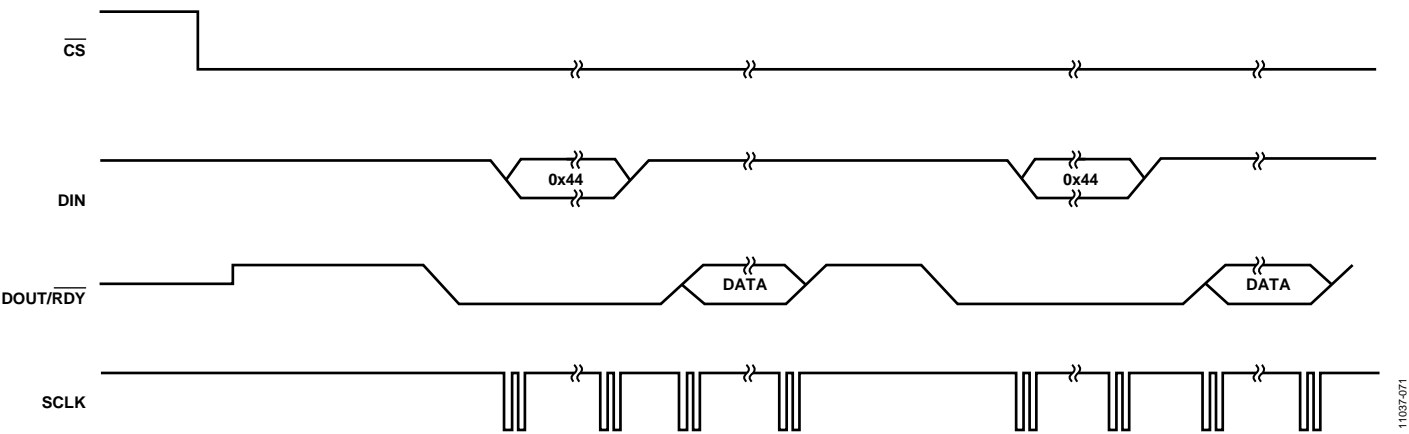 CS
DIN
0x44
0x44
DOUT/RDY
DATA
DATA
SCLK
11037-071